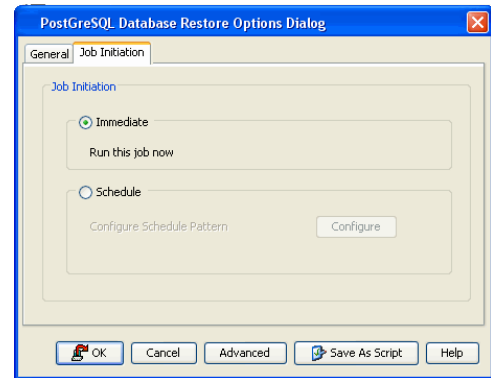 PostGreSQL Database Restore Options Dialog
General Job Initiation
Job Initiation
Immediate
Run this job now
Schedule
Configure Schedule Pattern Configure
OK Cancel Advanced Save As Script Help